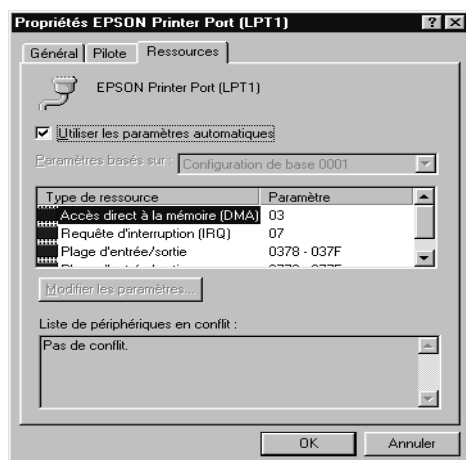 Propriétés EPSON Printer Port (LPT1)
Général Pilote Ressources
EPSON Printer Port (LPT1)
Utiliser les paramètres automatiques
Paramètres basés sur : Configuration de base 0001
Type de ressource Paramètre
Accès direct à la mémoire (DMA) 03
Requête d'interruption (IRQ) 07
Plage d'entrée/sortie 0378 - 037F
Modifier les paramètres...
Liste de périphériques en conflit :
Pas de conflit.
OK Annuler